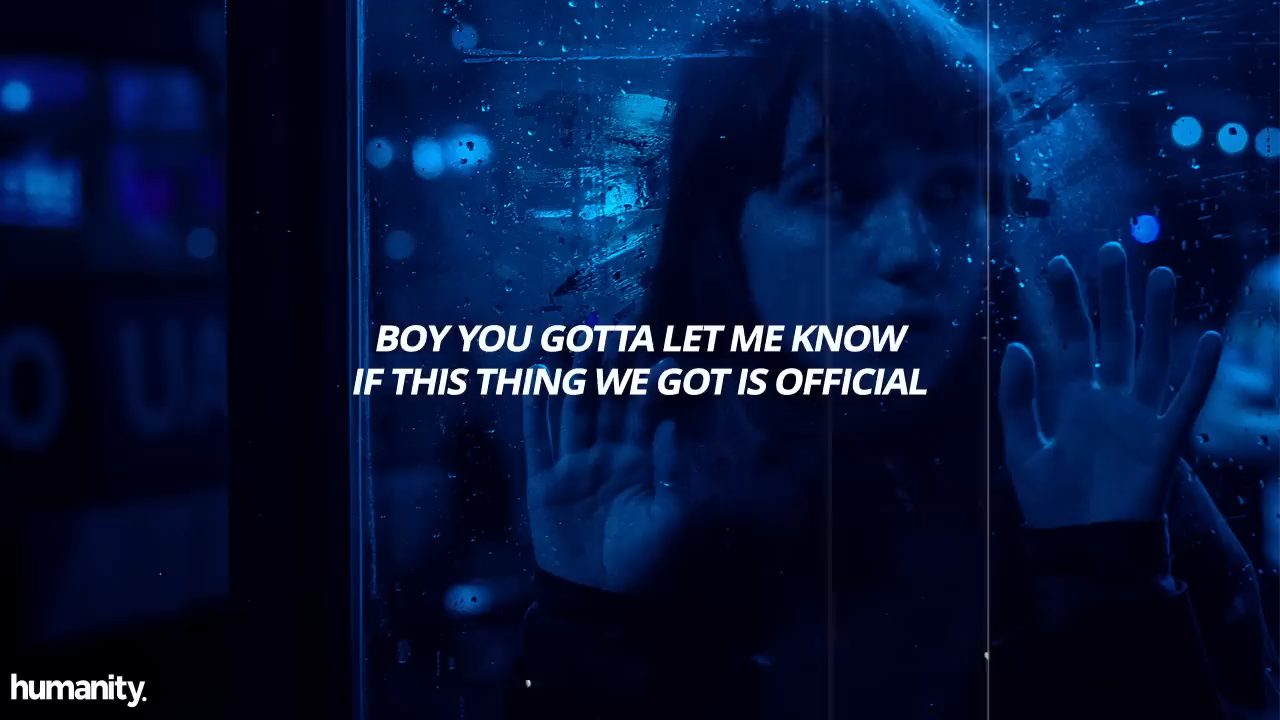 BOY YOU GOTTA LET ME KNOW
IF THIS THING WE GOT IS OFFICIAL
humanity.